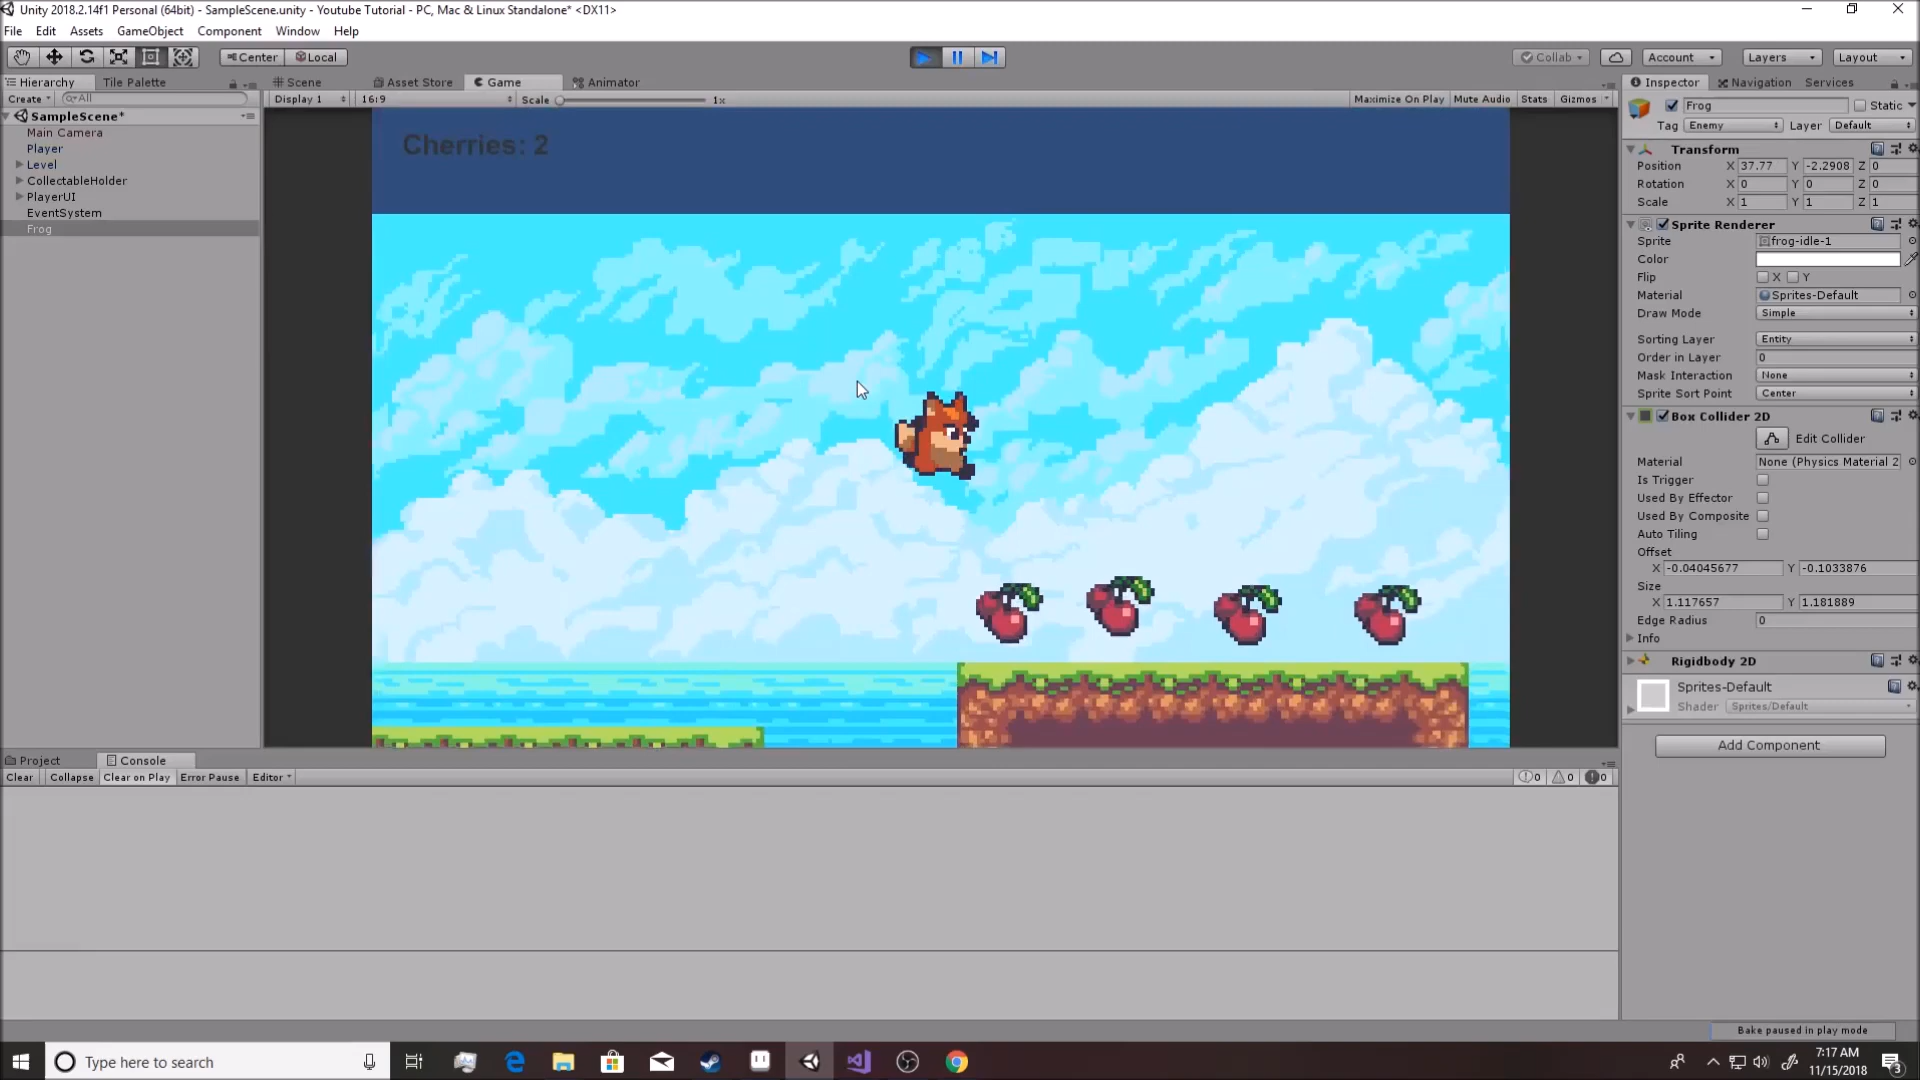 Unity 2018.2.14f1 Personal (64bit) - SampleScene.unity - Youtube Tutorial - PC, Mac & Linux Standalone* <DX11>
File Edit Assets GameObject Component Window Help
Center Local Collab Account Layers Layout
Hierarchy Tile Palette Scene Asset Store Game Animator Inspector Navigation Services
Create All Display 1 16:9 Scale 1x Maximize On Play Mute Audio Stats Gizmos
Frog Static
Tag Enemy Layer Default
SampleScene*
Main Camera
Player
Level
CollectableHolder
PlayerUI
EventSystem
Frog
Cherries: 2
Transform
Position X 37.77 Y -2.2908 Z 0
Rotation X 0 Y 0 Z 0
Scale X 1 Y 1 Z 1
Sprite Renderer
Sprite frog-idle-1
Color
Flip X Y
Material Sprites-Default
Draw Mode Simple
Sorting Layer Entity
Order in Layer 0
Mask Interaction None
Sprite Sort Point Center
Box Collider 2D
Edit Collider
Material None (Physics Material 2
Is Trigger
Used By Effector
Used By Composite
Auto Tiling
Offset
X -0.04045677 Y -0.1033876
Size
X 1.117657 Y 1.181889
Edge Radius 0
Info
Rigidbody 2D
Sprites-Default
Shader Sprites/Default
Add Component
Project Console
Clear Collapse Clear on Play Error Pause Editor 0 0 0
Bake paused in play mode
Type here to search
7:17 AM
11/15/2018
3